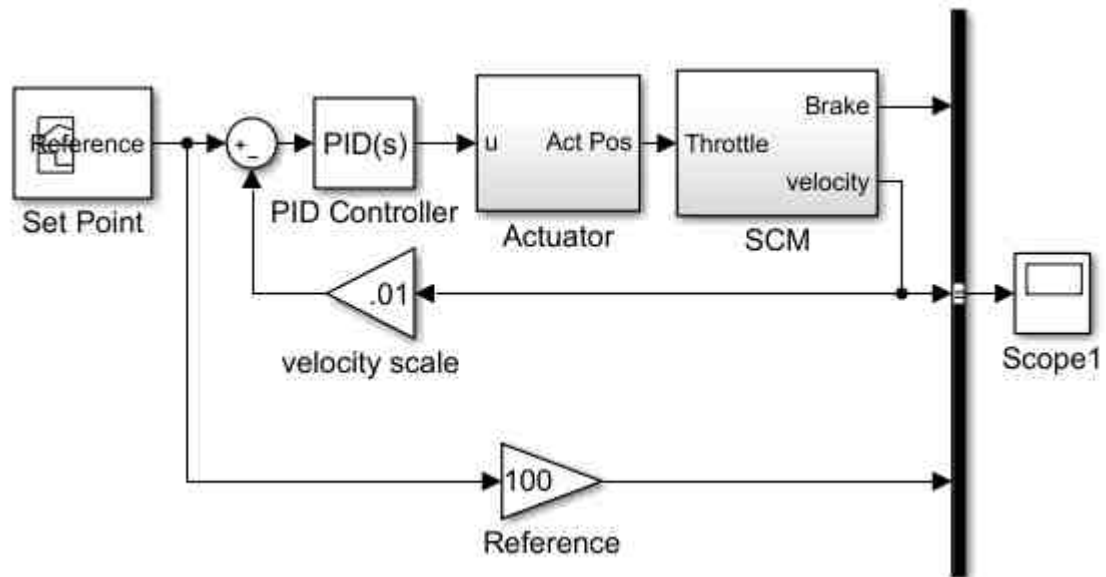 Reference
Set Point
+
−
PID(s)
PID Controller
u
Act Pos
Actuator
Throttle
Brake
velocity
SCM
.01
velocity scale
Scope1
100
Reference